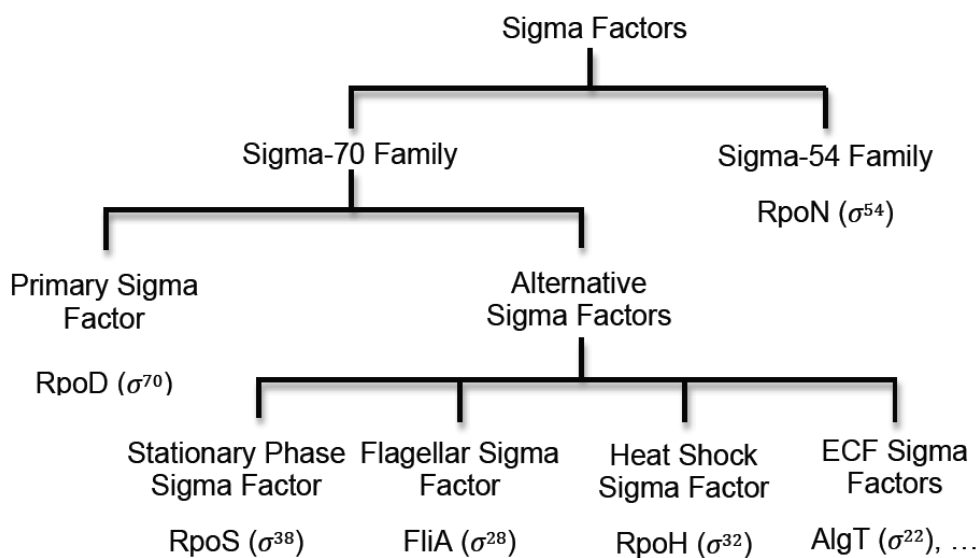 Sigma Factors
Sigma-70 Family
Sigma-54 Family
RpoN (σ⁵⁴)
Primary Sigma
Factor
RpoD (σ⁷⁰)
Alternative
Sigma Factors
Stationary Phase
Sigma Factor
RpoS (σ³⁸)
Flagellar Sigma
Factor
FliA (σ²⁸)
Heat Shock
Sigma Factor
RpoH (σ³²)
ECF Sigma
Factors
AlgT (σ²²), ...